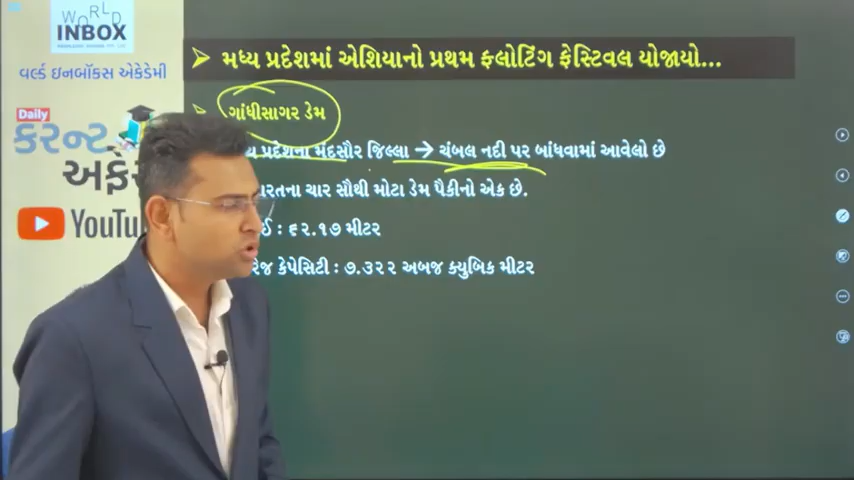 WORLD
INBOX
વર્લ્ડ ઇનબોક્સ એકેડેમી
Daily
કરન્ટ
અફેર
YouTu
મધ્ય પ્રદેશમાં એશિયાનો પ્રથમ ફ્લોટિંગ ફેસ્ટિવલ યોજાયો...
ગાંધીસાગર ડેમ
પ્રદેશના મંદસૌર જિલ્લા → ચંબલ નદી પર બાંધવામાં આવેલો છે
રતના ચાર સૌથી મોટા ડેમ પૈકીનો એક છે.
ઈ : ૬૨.૧૭ મીટર
રેજ કેપેસિટી : ૭.૩૨૨ અબજ ક્યુબિક મીટર